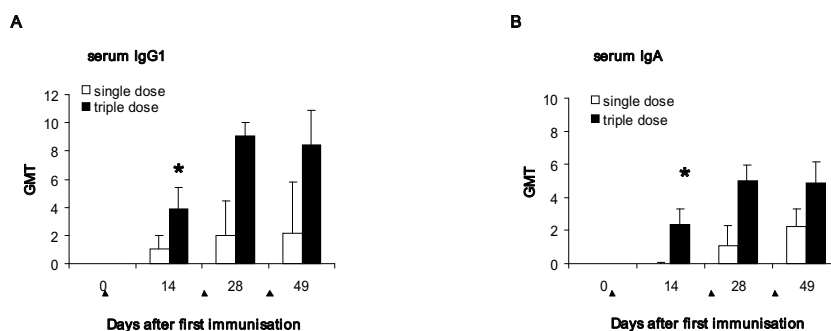 A
serum IgG1
single dose
triple dose
12
10
8
6
4
2
0
GMT
*
0 14 28 49
Days after first immunisation
B
serum IgA
single dose
triple dose
10
8
6
4
2
0
GMT
*
0 14 28 49
Days after first immunisation